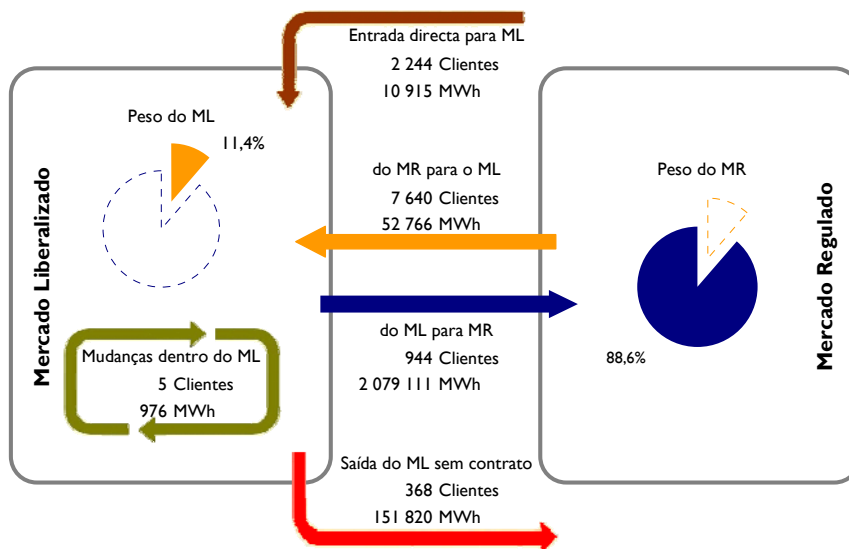 Entrada directa para ML
2 244 Clientes
10 915 MWh
Mercado Liberalizado
Peso do ML
11,4%
do MR para o ML
7 640 Clientes
52 766 MWh
Peso do MR
88,6%
Mercado Regulado
Mudanças dentro do ML
5 Clientes
976 MWh
do ML para MR
944 Clientes
2 079 111 MWh
Saída do ML sem contrato
368 Clientes
151 820 MWh